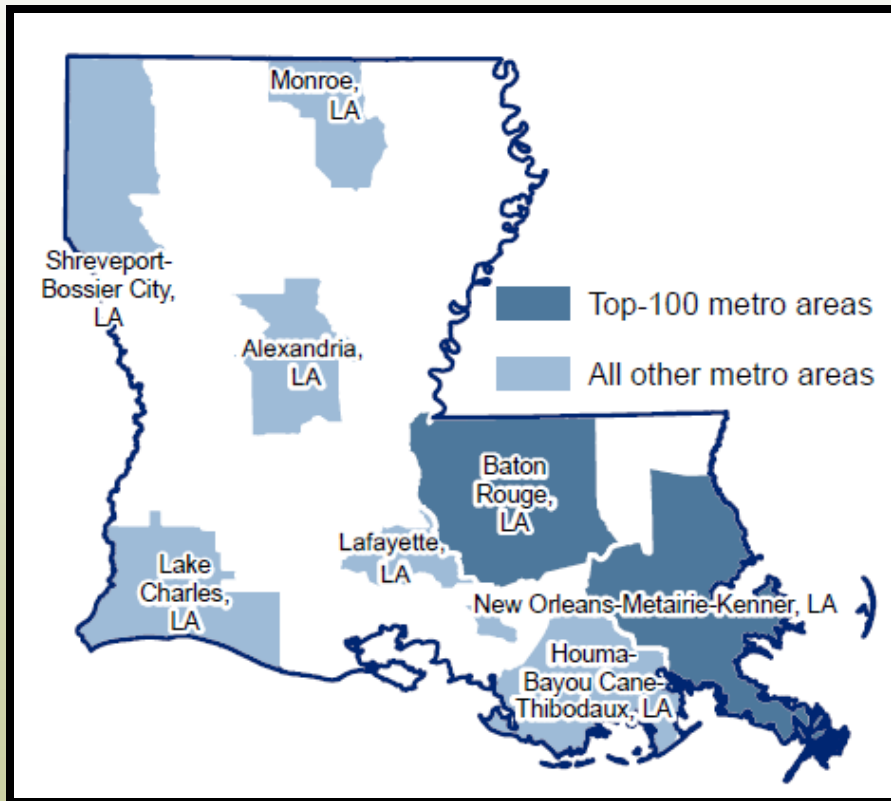 Monroe,
LA
Shreveport-
Bossier City,
LA
Top-100 metro areas
Alexandria,
LA
All other metro areas
Baton
Rouge,
LA
Lafayette,
LA
Lake
Charles,
LA
New Orleans-Metairie-Kenner, LA
Houma-
Bayou Cane-
Thibodaux, LA